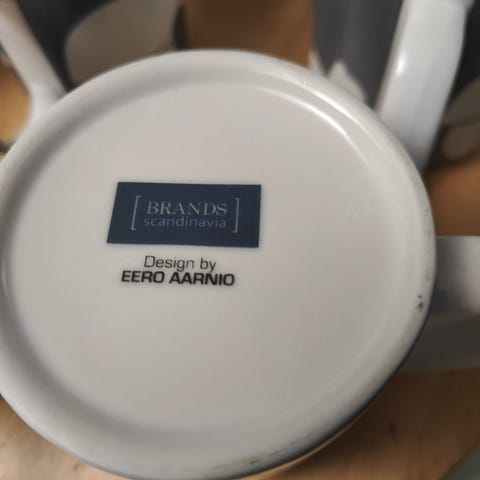 [BRANDS]
scandinavia
Design by
EERO AARNIO